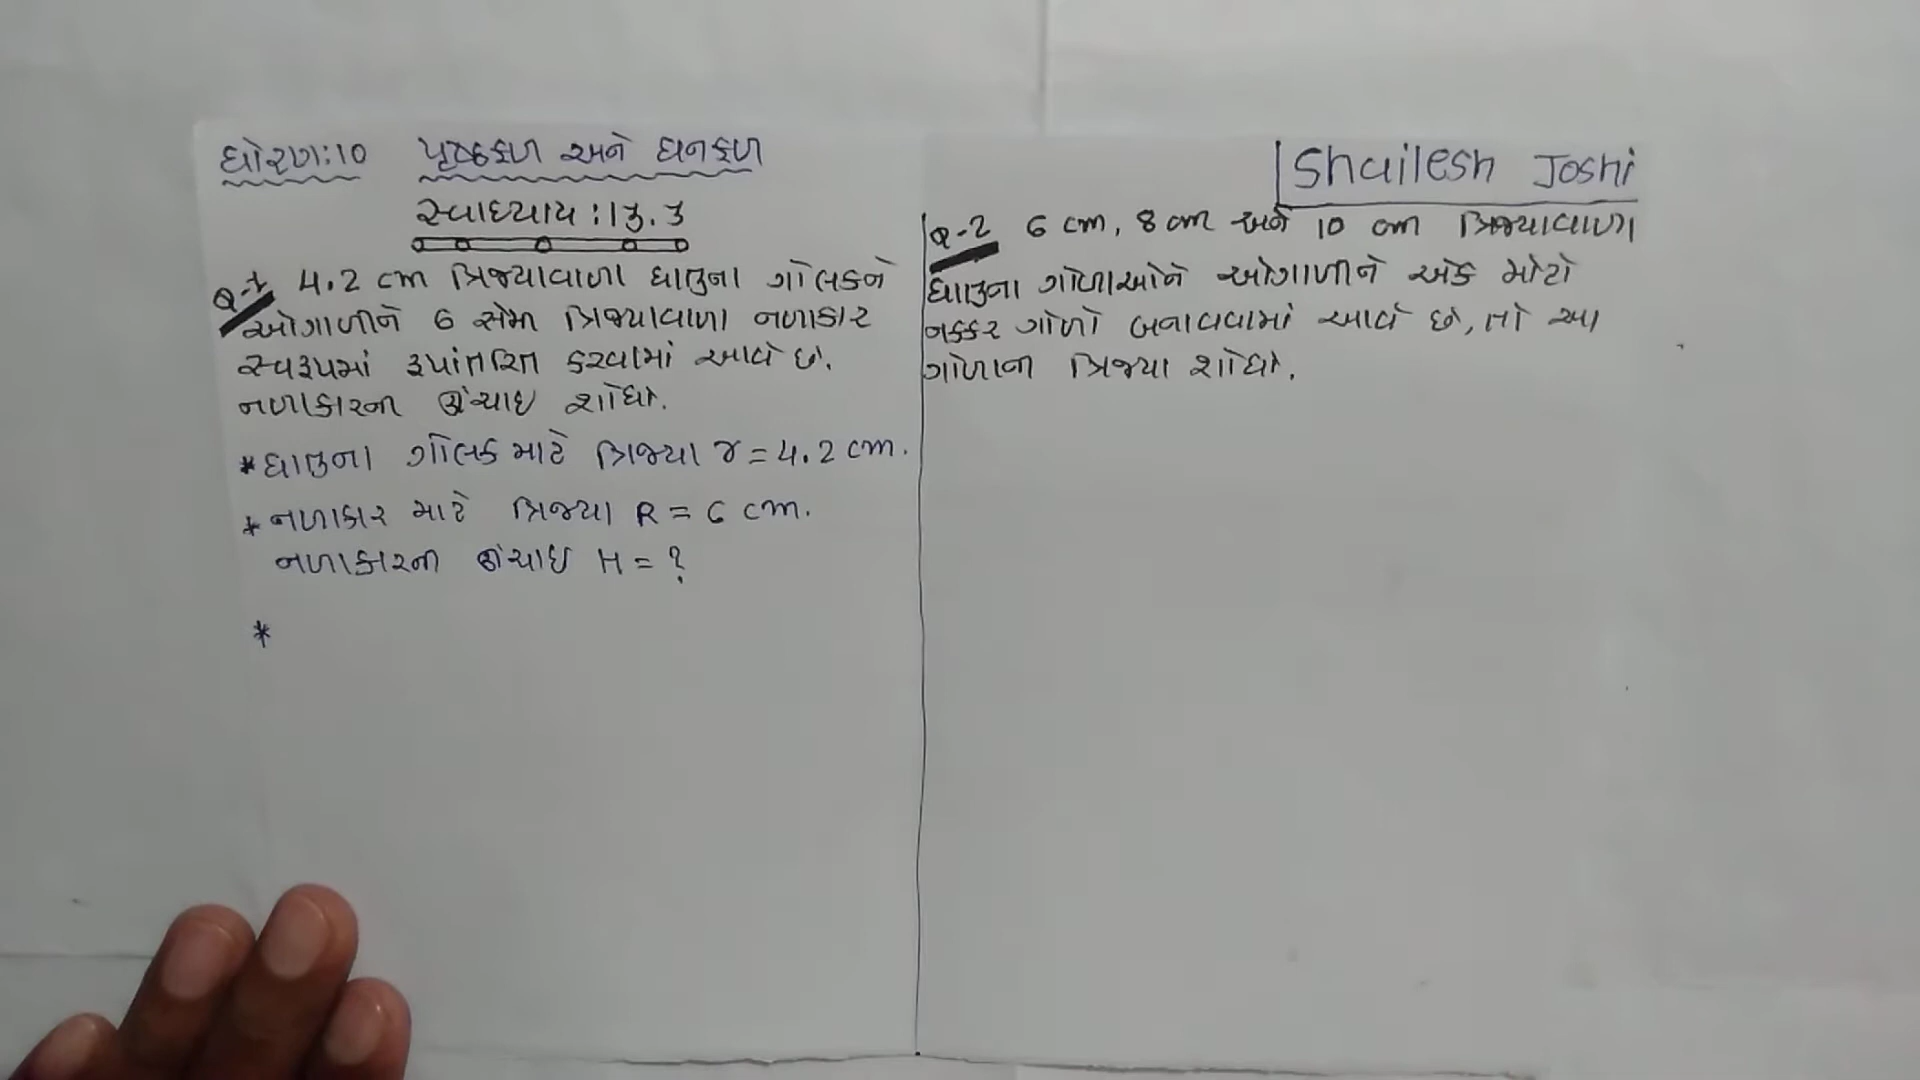 ધોરણ:10 પૃષ્ઠફળ અને ઘનફળ
સ્વાધ્યાય :13.3
Q-1 4.2 cm ત્રિજ્યાવાળા ધાતુના ગોલકને
ઓગાળીને 6 સેમી ત્રિજ્યાવાળા નળાકાર
સ્વરૂપમાં રૂપાંતરિત કરવામાં આવે છે.
નળાકારની ઊંચાઇ શોધો.
* ધાતુના ગોલક માટે ત્રિજ્યા r = 4.2 cm.
* નળાકાર માટે ત્રિજ્યા R = 6 cm.
નળાકારની ઊંચાઇ H = ?
*
Shailesh Joshi
Q-2 6 cm, 8 cm અને 10 cm ત્રિજ્યાવાળા
ધાતુના ગોળાઓને ઓગાળીને એક મોટો
નક્કર ગોળો બનાવવામાં આવે છે, તો આ
ગોળાની ત્રિજ્યા શોધો.